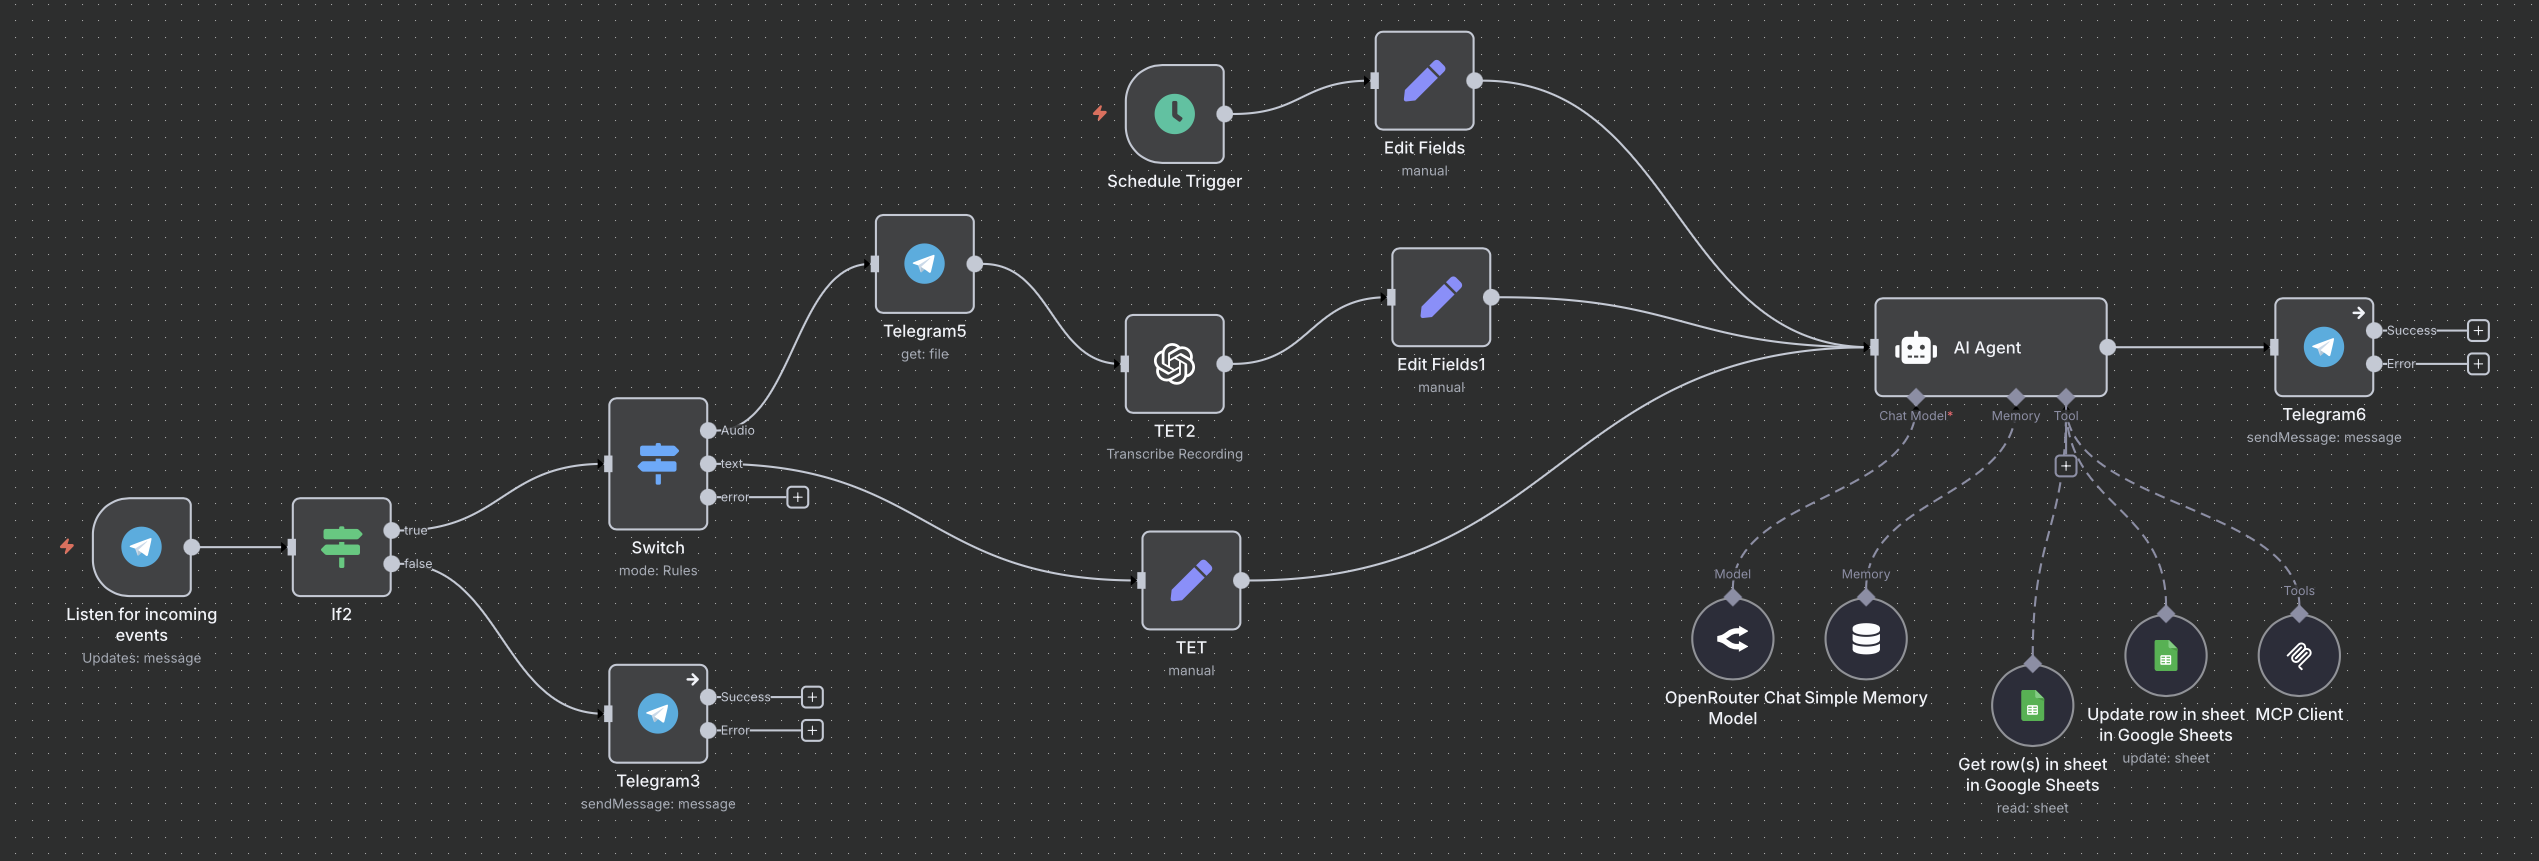 Schedule Trigger
Edit Fields
manual
Telegram5
get: file
TET2
Transcribe Recording
Edit Fields1
manual
Listen for incoming
events
Updates: message
If2
true
false
Switch
mode: Rules
Audio
text
error
Telegram3
sendMessage: message
Success
Error
TET
manual
AI Agent
Chat Model*
Memory
Tool
Model
OpenRouter Chat
Model
Memory
Simple Memory
Get row(s) in sheet
in Google Sheets
read: sheet
Update row in sheet
in Google Sheets
update: sheet
Tools
MCP Client
Telegram6
sendMessage: message
Success
Error